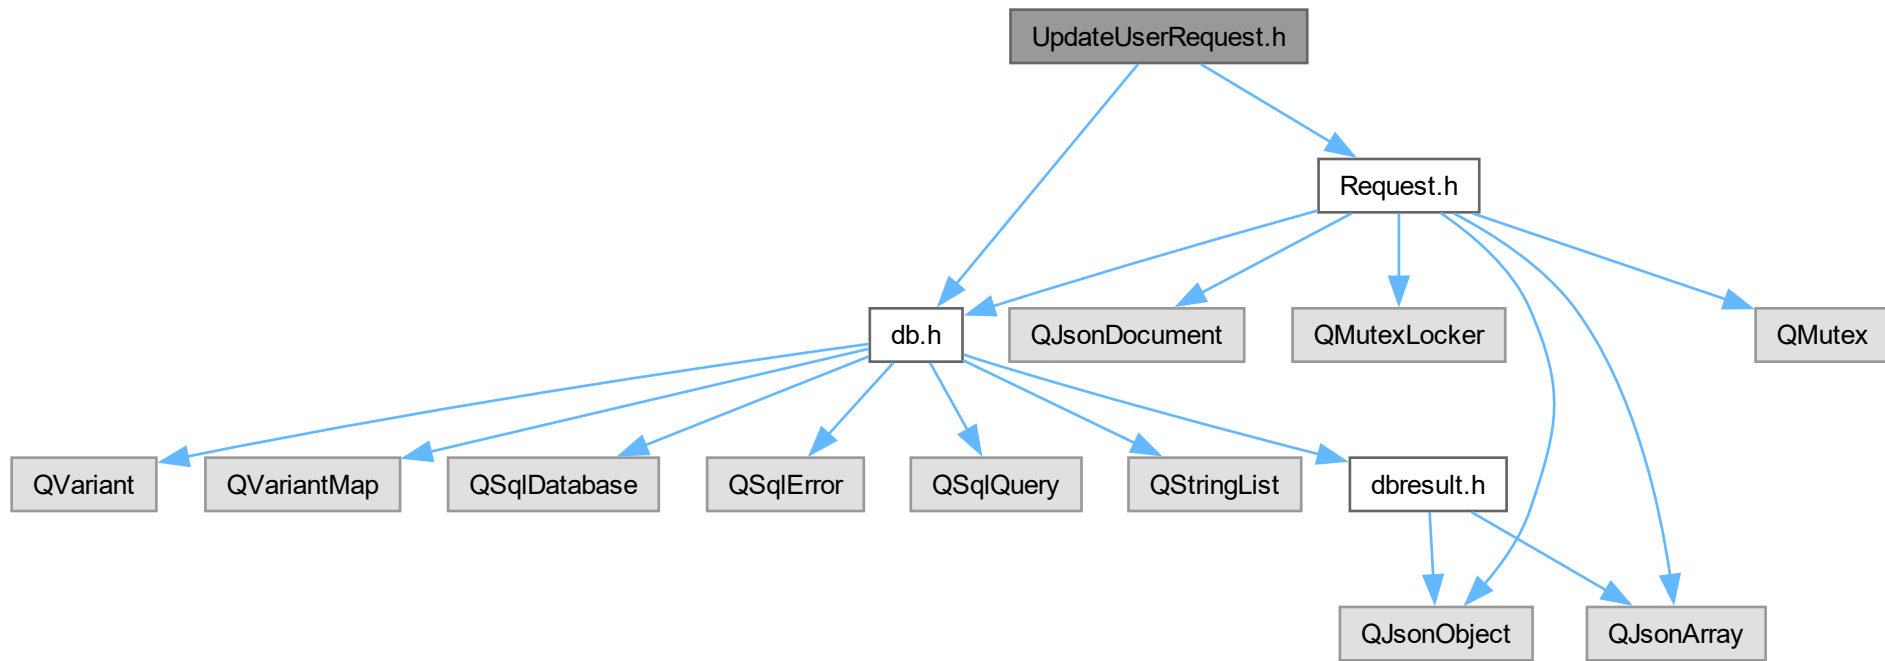 UpdateUserRequest.h
Request.h
db.h
QJsonDocument
QMutexLocker
QMutex
QVariant
QVariantMap
QSqlDatabase
QSqlError
QSqlQuery
QStringList
dbresult.h
QJsonObject
QJsonArray